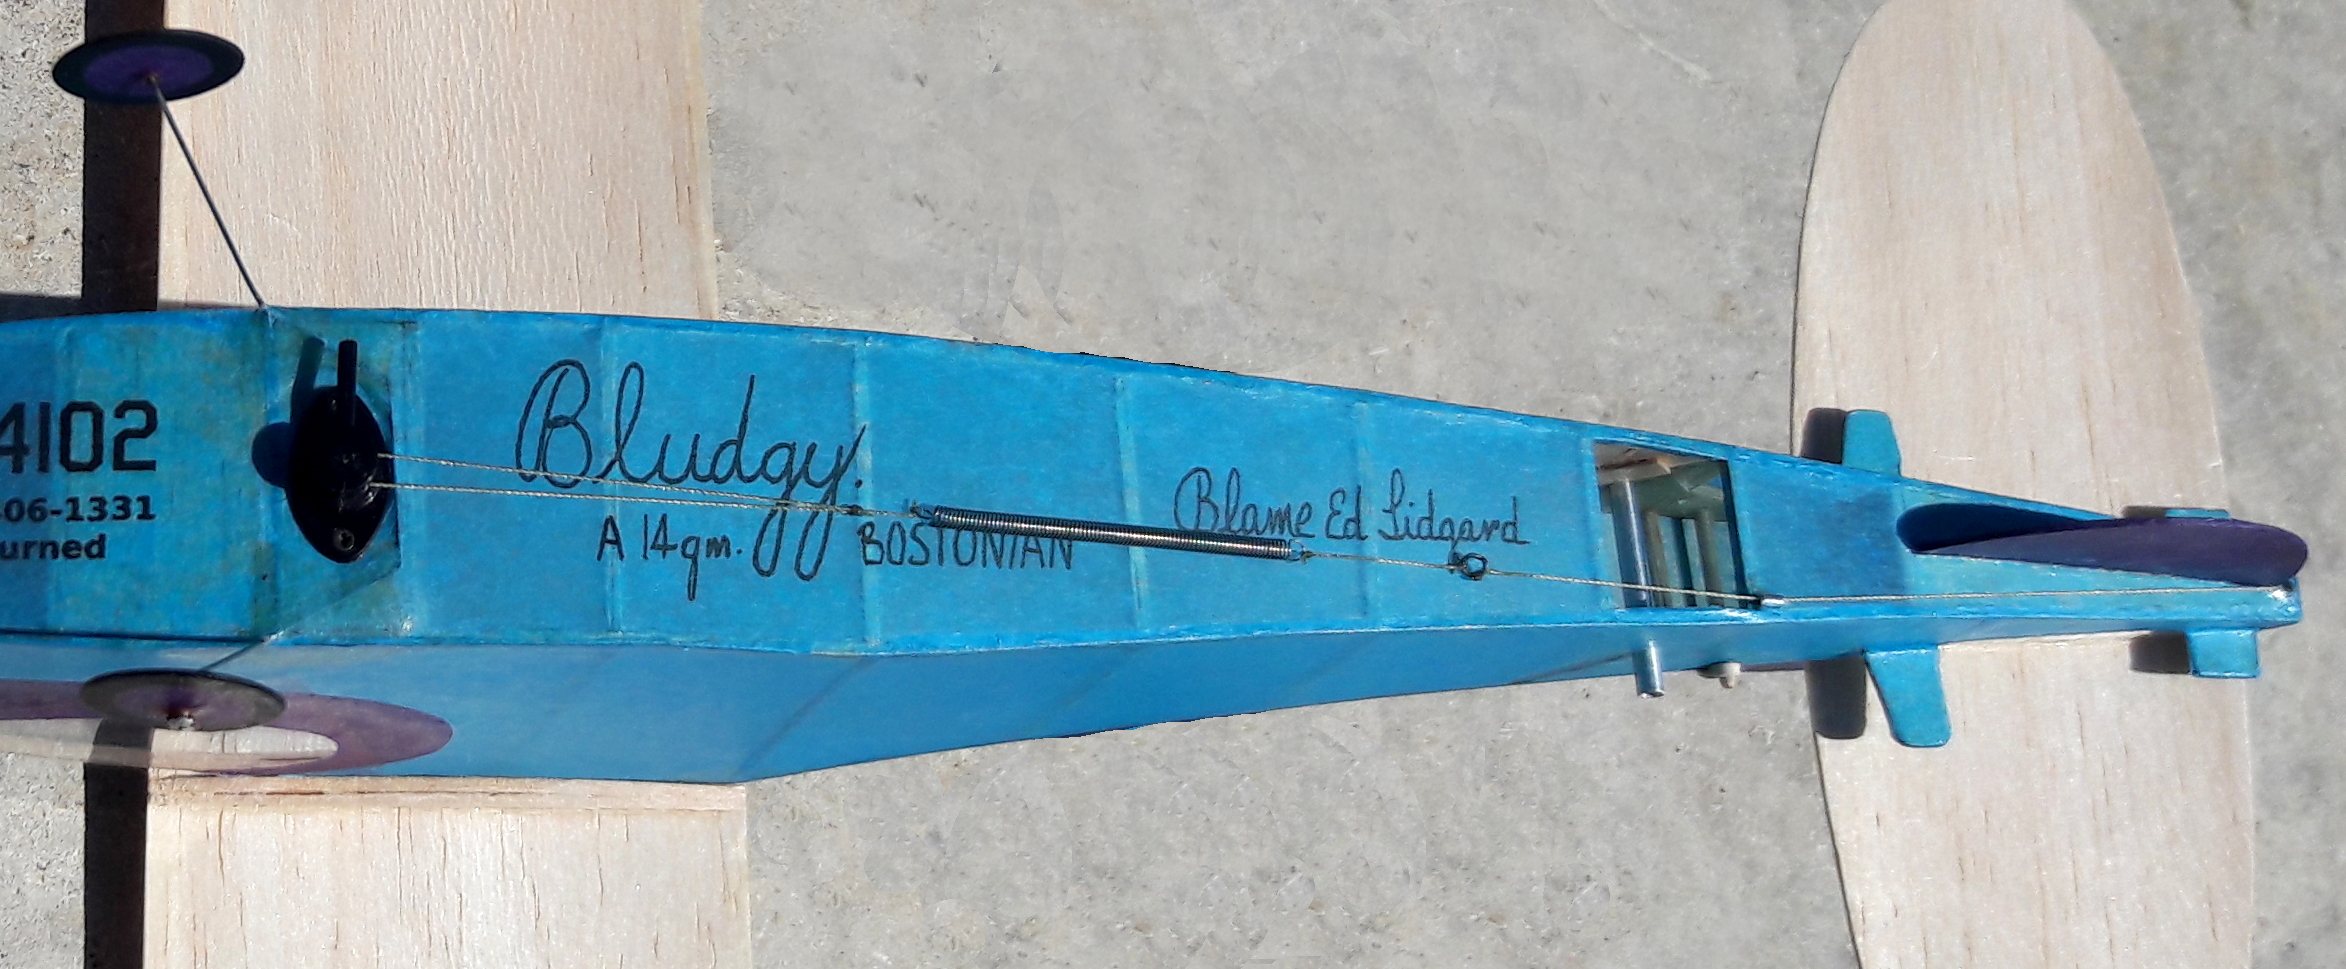 4102
06-1331
urned
Bludgy.
A 14gm. BOSTONIAN
Blame Ed Lidgard